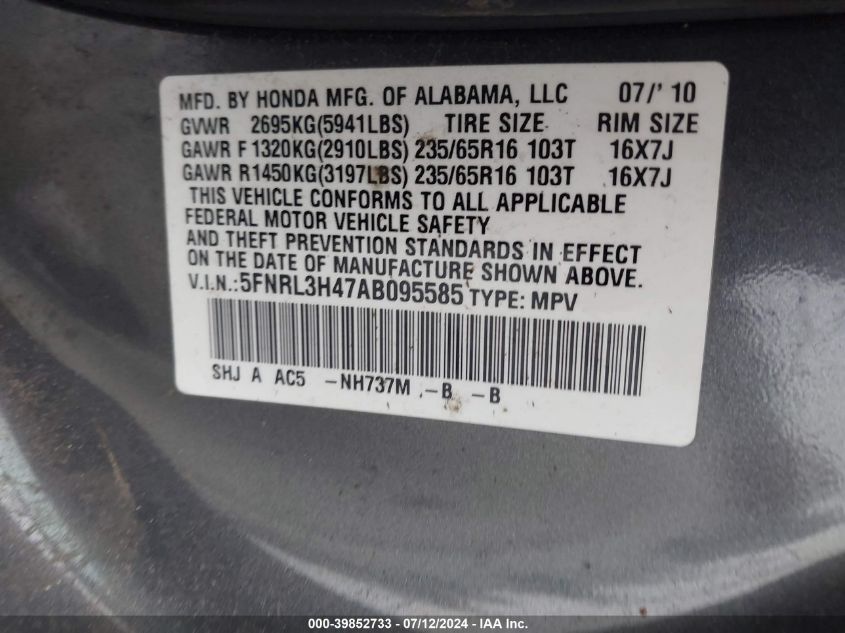 MFD. BY HONDA MFG. OF ALABAMA, LLC 07/' 10
GVWR 2695KG(5941LBS) TIRE SIZE RIM SIZE
GAWR F1320KG(2910LBS) 235/65R16 103T 16X7J
GAWR R1450KG(3197LBS) 235/65R16 103T 16X7J
THIS VEHICLE CONFORMS TO ALL APPLICABLE
FEDERAL MOTOR VEHICLE SAFETY
AND THEFT PREVENTION STANDARDS IN EFFECT
ON THE DATE OF MANUFACTURE SHOWN ABOVE.
V.I.N.:5FNRL3H47AB095585 TYPE: MPV
SHJ A AC5 -NH737M .-B -B
000-39852733 - 07/12/2024 - IAA Inc.